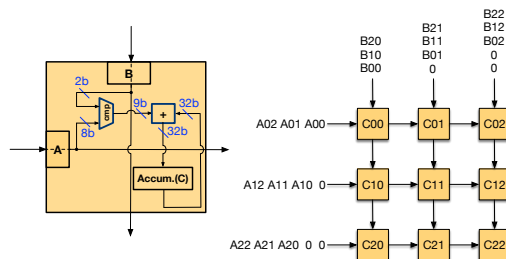 B
2b
cmp
9b
+
32b
32b
8b
A
Accum.(C)
B22
B21 B12
B20 B11 B02
B10 B01 0
B00 0 0
A02 A01 A00 C00 C01 C02
A12 A11 A10 0 C10 C11 C12
A22 A21 A20 0 0 C20 C21 C22